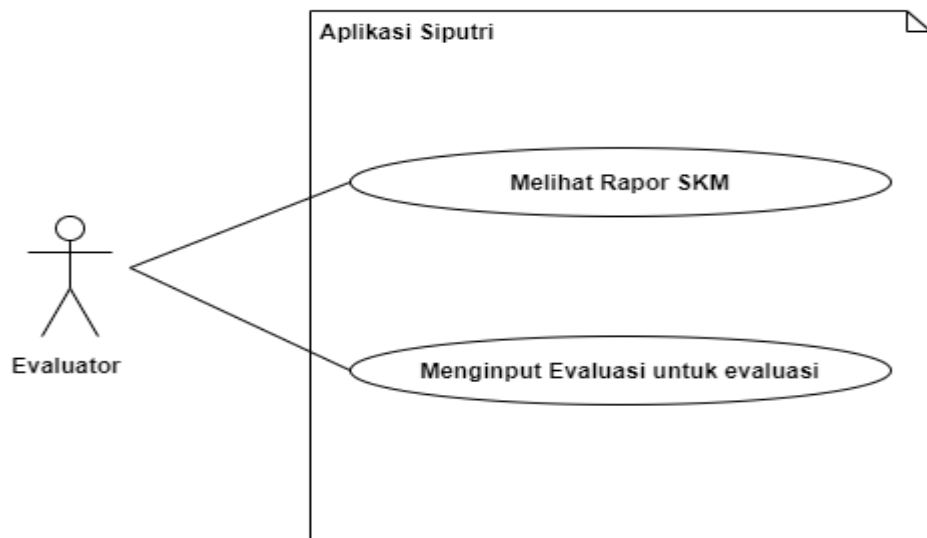 Aplikasi Siputri
Melihat Rapor SKM
Evaluator
Menginput Evaluasi untuk evaluasi